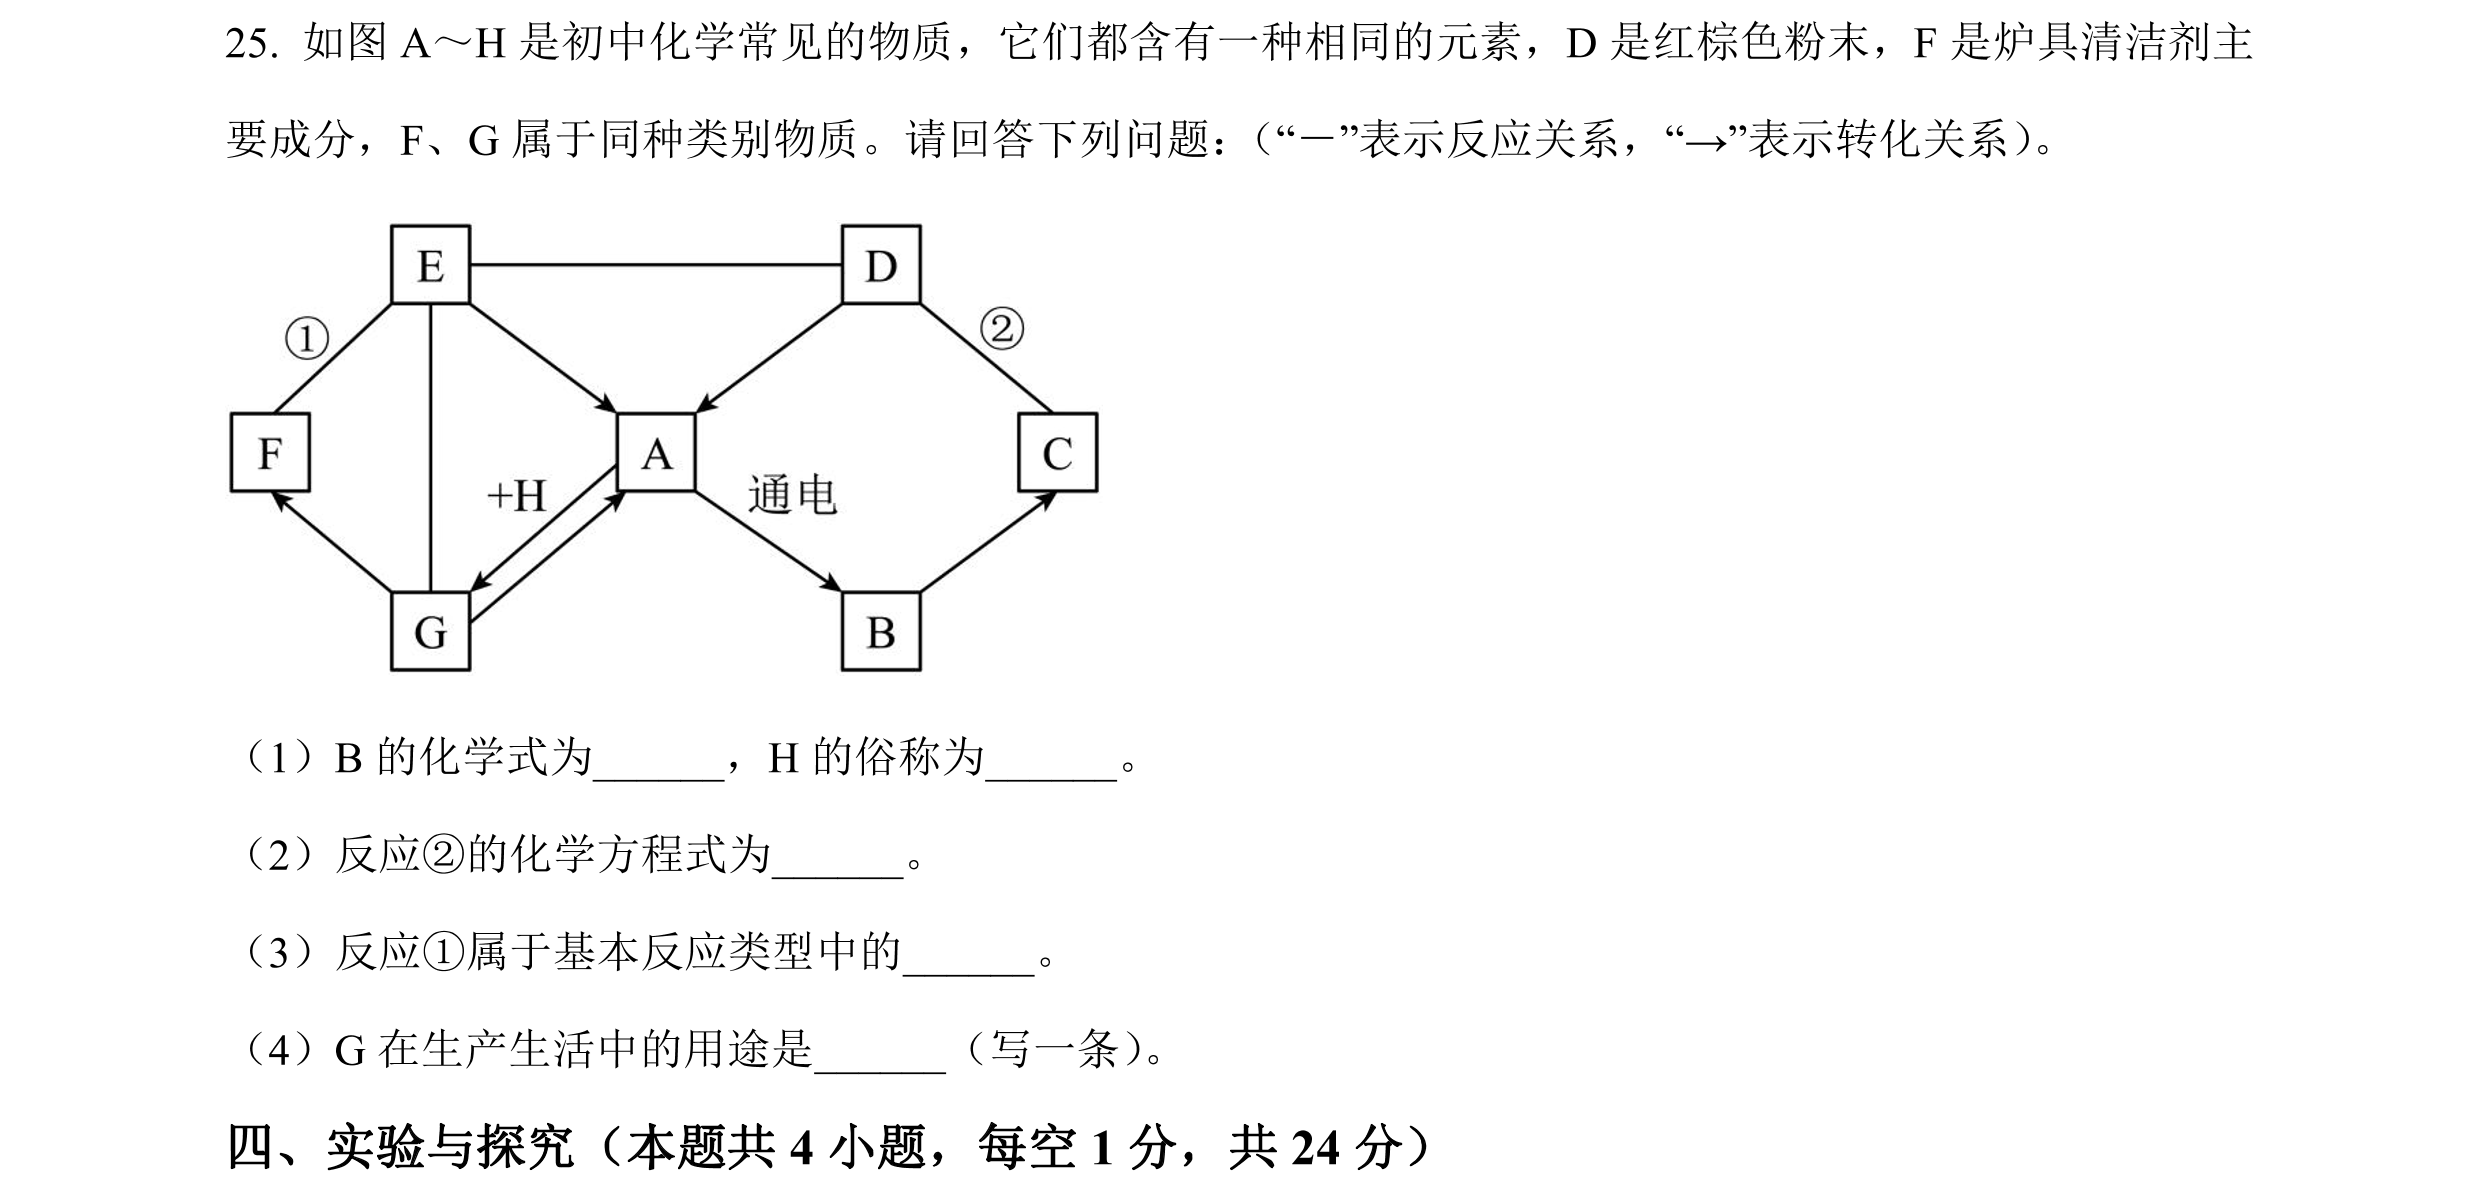 25. 如图 A～H 是初中化学常见的物质，它们都含有一种相同的元素，D 是红棕色粉末，F 是炉具清洁剂主
要成分，F、G 属于同种类别物质。请回答下列问题：（“－”表示反应关系，“→”表示转化关系）。
E
D
①
②
F
A
C
+H
通电
G
B
（1）B 的化学式为______，H 的俗称为______。
（2）反应②的化学方程式为______。
（3）反应①属于基本反应类型中的______。
（4）G 在生产生活中的用途是______（写一条）。
四、实验与探究（本题共 4 小题，每空 1 分，共 24 分）